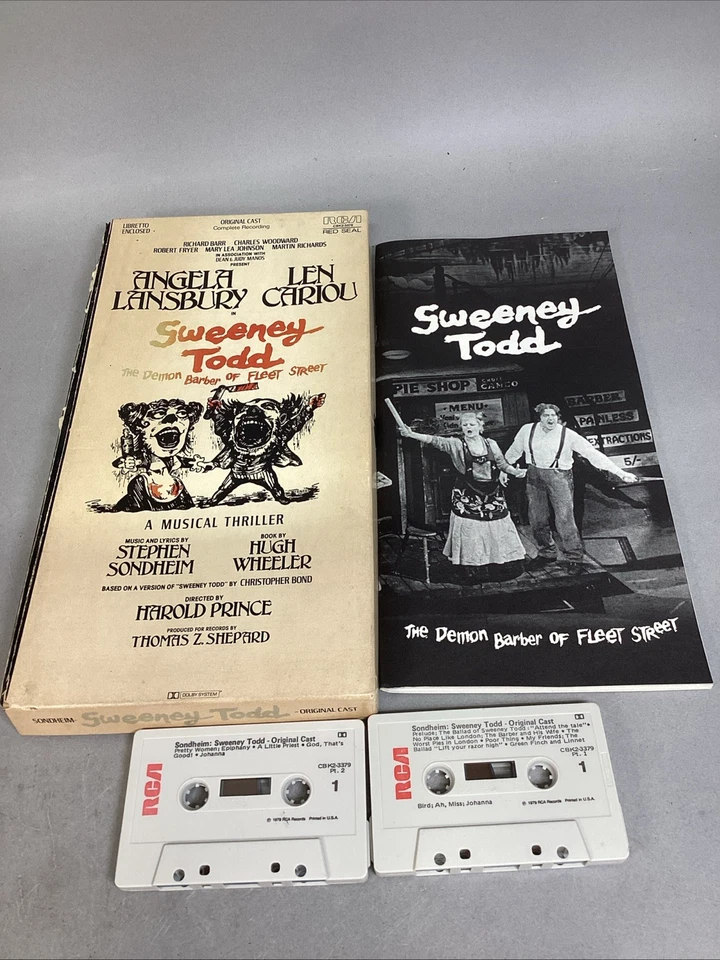 LIBRETTO
ENCLOSED
ORIGINAL CAST
Complete Recording
RCA
CBK2-3379
RED SEAL
RICHARD BARR CHARLES WOODWARD
ROBERT FRYER MARY LEA JOHNSON MARTIN RICHARDS
IN ASSOCIATION WITH
DEAN & JUDY MANOS
PRESENT
ANGELA LEN
LANSBURY CARIOU
IN
Sweeney
Todd
THE DEMON BARBER OF FLEET STREET
A MUSICAL THRILLER
MUSIC AND LYRICS BY
STEPHEN
SONDHEIM
BOOK BY
HUGH
WHEELER
BASED ON A VERSION OF "SWEENEY TODD" BY CHRISTOPHER BOND
DIRECTED BY
HAROLD PRINCE
PRODUCED FOR RECORDS BY
THOMAS Z. SHEPARD
DOLBY SYSTEM
SONDHEIM- Sweeney Todd -ORIGINAL CAST
Sweeney
Todd
PIE SHOP
- MENU -
BARBER
PAINLESS
EXTRACTIONS
5/-
THE DEMON BARBER OF FLEET STREET
Sondheim: Sweeney Todd - Original Cast
Pretty Women; Epiphany • A Little Priest • God, That's
Good! • Johanna
CBK2-3379
Pt. 2
RCA
1
℗ 1979 RCA Records Printed in U.S.A.
Sondheim: Sweeney Todd - Original Cast
Prelude; The Ballad of Sweeney Todd: "Attend the tale" •
No Place Like London; The Barber and His Wife • The
Worst Pies in London • Poor Thing • My Friends; The
Ballad "Lift your razor high" • Green Finch and Linnet
CBK2-3379
Pt. 1
RCA
1
Bird; Ah, Miss; Johanna
℗ 1979 RCA Records Printed in U.S.A.